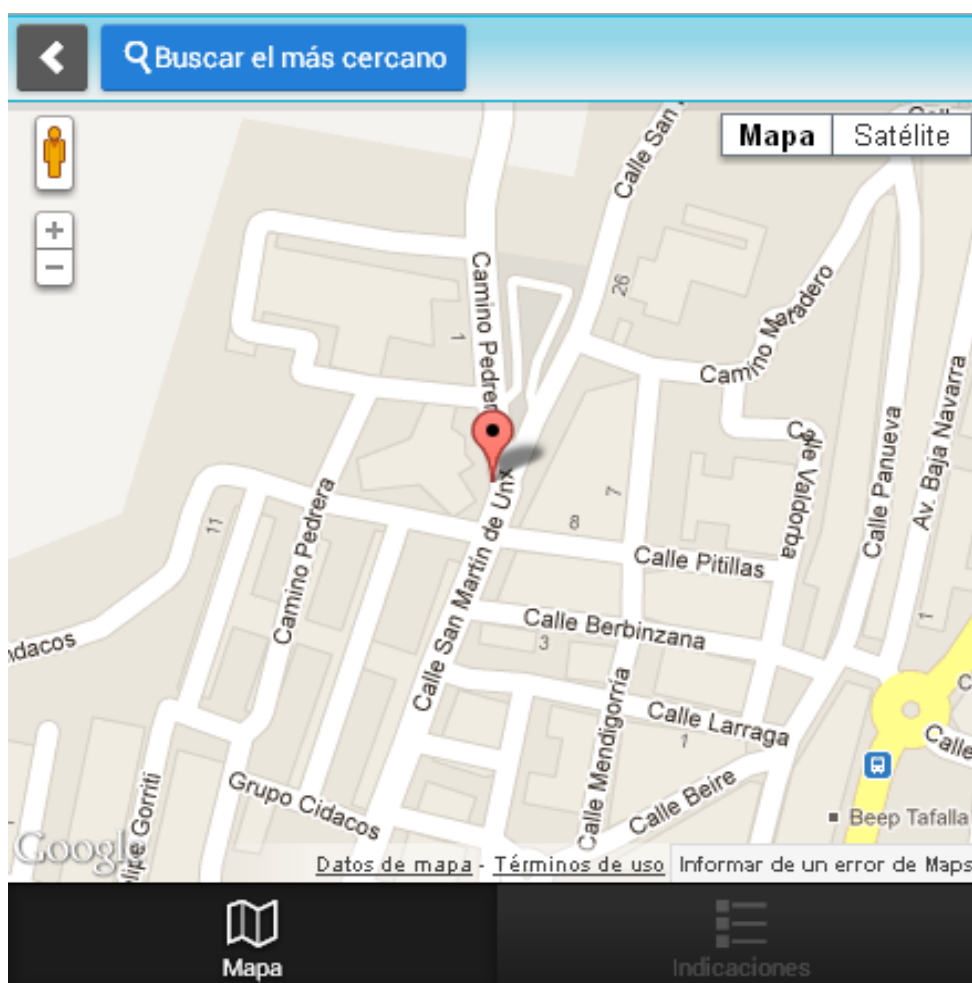 Buscar el más cercano
Mapa
Satélite
Calle San
26
Camino Maradero
Camino Pedrera
1
Calle Valdorba
Calle Panueva
Av. Baja Navarra
7
8
11
Calle San Martín de Unx
Calle Pitillas
Camino Pedrera
Calle Berbinzana
3
1
Calle Larraga
1
Calle Mendigorría
Calle
Calle Beire
Grupo Cidacos
Beep Tafalla
Google
Datos de mapa - Términos de uso
Informar de un error de Maps
Mapa
Indicaciones